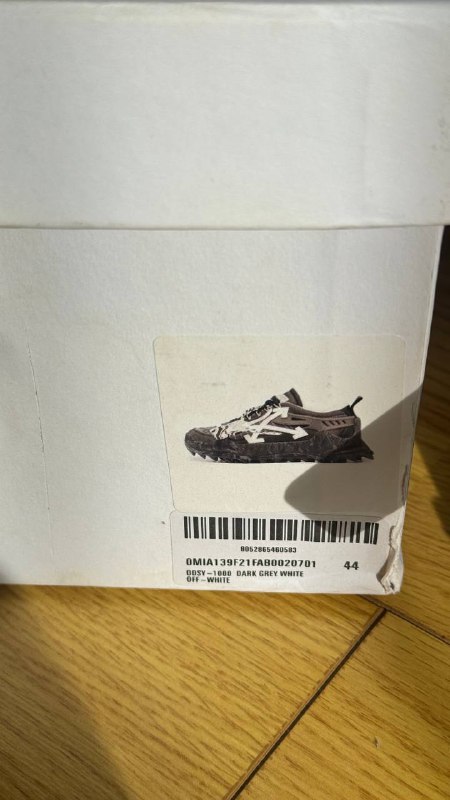 8052865460583
OMIA139F21FAB0020701 44
ODSY-1000 DARK GREY WHITE
OFF-WHITE